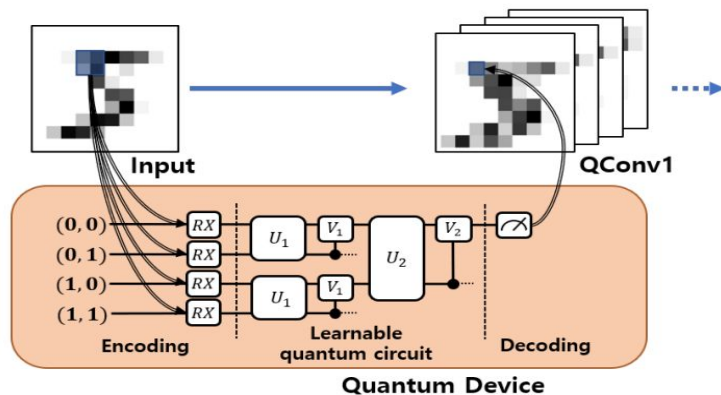 Input
QConv1
(0, 0) RX U₁ V₁ U₂ V₂
(0, 1) RX
(1, 0) RX U₁ V₁
(1, 1) RX
Encoding
Learnable
quantum circuit
Decoding
Quantum Device